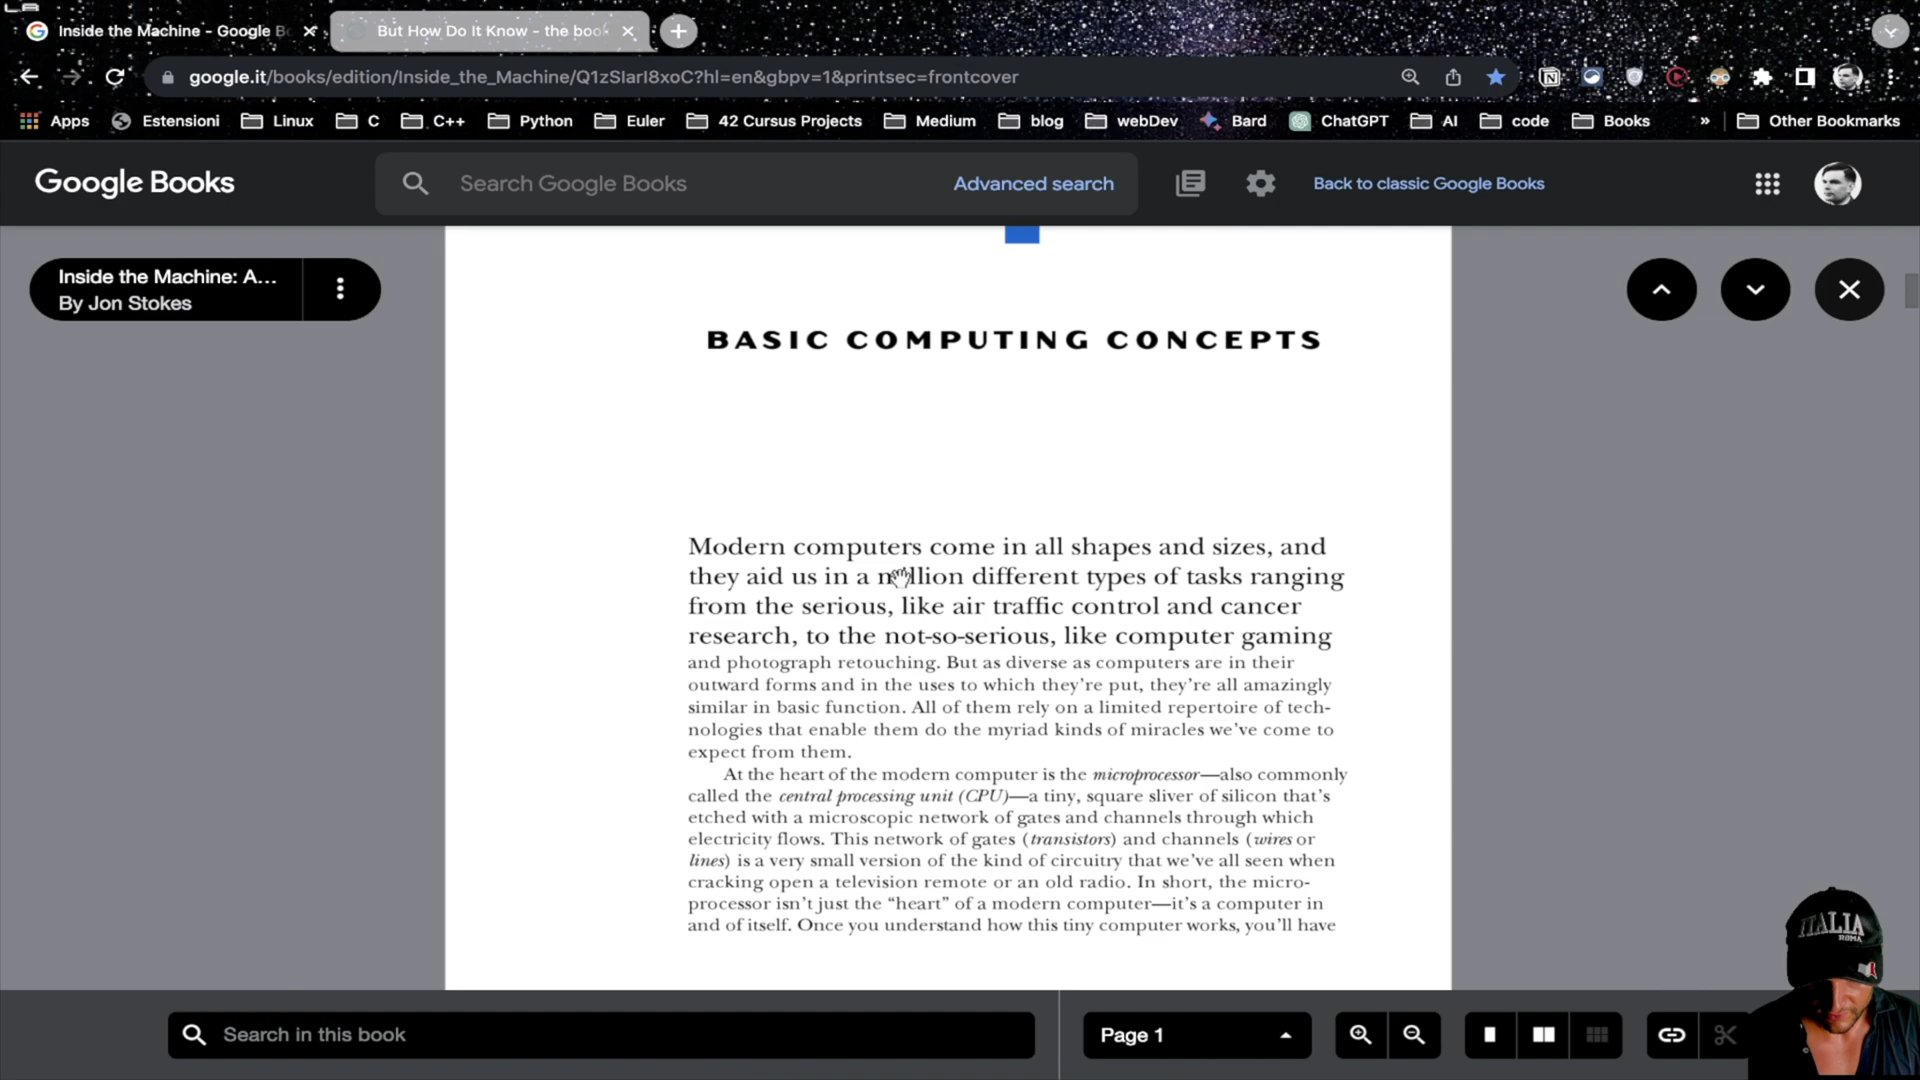 Inside the Machine - Google B
But How Do It Know - the boo
google.it/books/edition/Inside_the_Machine/Q1zSIarI8xoC?hl=en&gbpv=1&printsec=frontcover
Apps
Estensioni
Linux
C
C++
Python
Euler
42 Cursus Projects
Medium
blog
webDev
Bard
ChatGPT
AI
code
Books
»
Other Bookmarks
Google Books
Search Google Books
Advanced search
Back to classic Google Books
Inside the Machine: A...
By Jon Stokes
BASIC COMPUTING CONCEPTS
Modern computers come in all shapes and sizes, and
they aid us in a million different types of tasks ranging
from the serious, like air traffic control and cancer
research, to the not-so-serious, like computer gaming
and photograph retouching. But as diverse as computers are in their
outward forms and in the uses to which they're put, they're all amazingly
similar in basic function. All of them rely on a limited repertoire of tech-
nologies that enable them do the myriad kinds of miracles we've come to
expect from them.
At the heart of the modern computer is the microprocessor—also commonly
called the central processing unit (CPU)—a tiny, square sliver of silicon that's
etched with a microscopic network of gates and channels through which
electricity flows. This network of gates (transistors) and channels (wires or
lines) is a very small version of the kind of circuitry that we've all seen when
cracking open a television remote or an old radio. In short, the micro-
processor isn't just the "heart" of a modern computer—it's a computer in
and of itself. Once you understand how this tiny computer works, you'll have
Search in this book
Page 1
ITALIA
ROMA